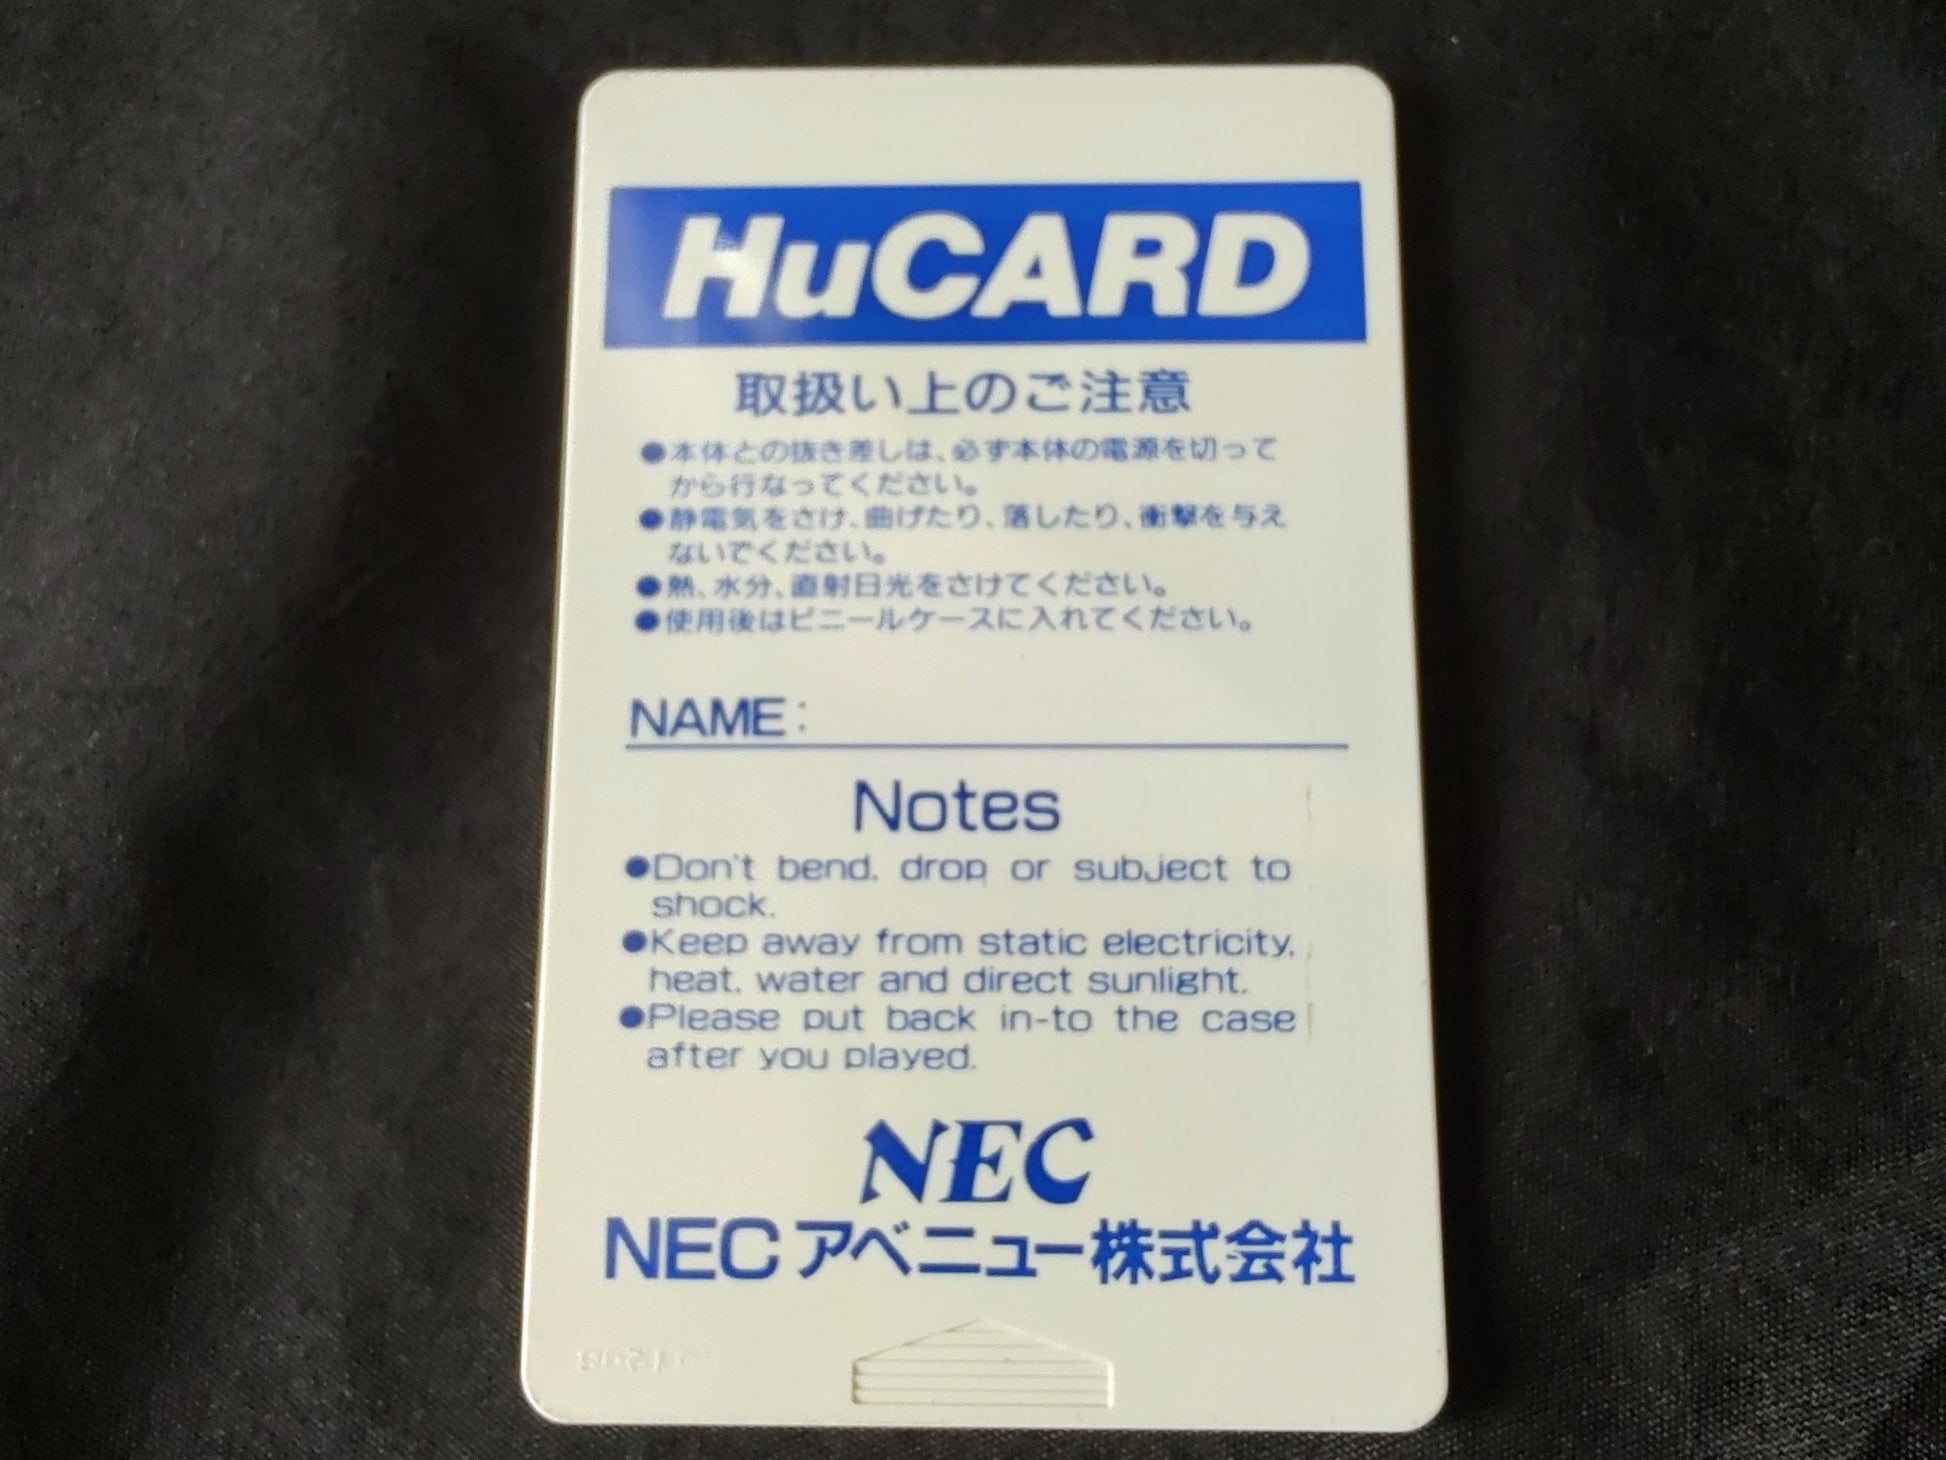 HuCARD
取扱い上のご注意
●本体との抜き差しは、必ず本体の電源を切って
から行なってください。
●静電気をさけ、曲げたり、落したり、衝撃を与え
ないでください。
●熱、水分、直射日光をさけてください。
●使用後はビニールケースに入れてください。
NAME:
Notes
●Don't bend, drop or subject to
shock.
●Keep away from static electricity,
heat, water and direct sunlight.
●Please put back in-to the case
after you played.
NEC
NECアベニュー株式会社